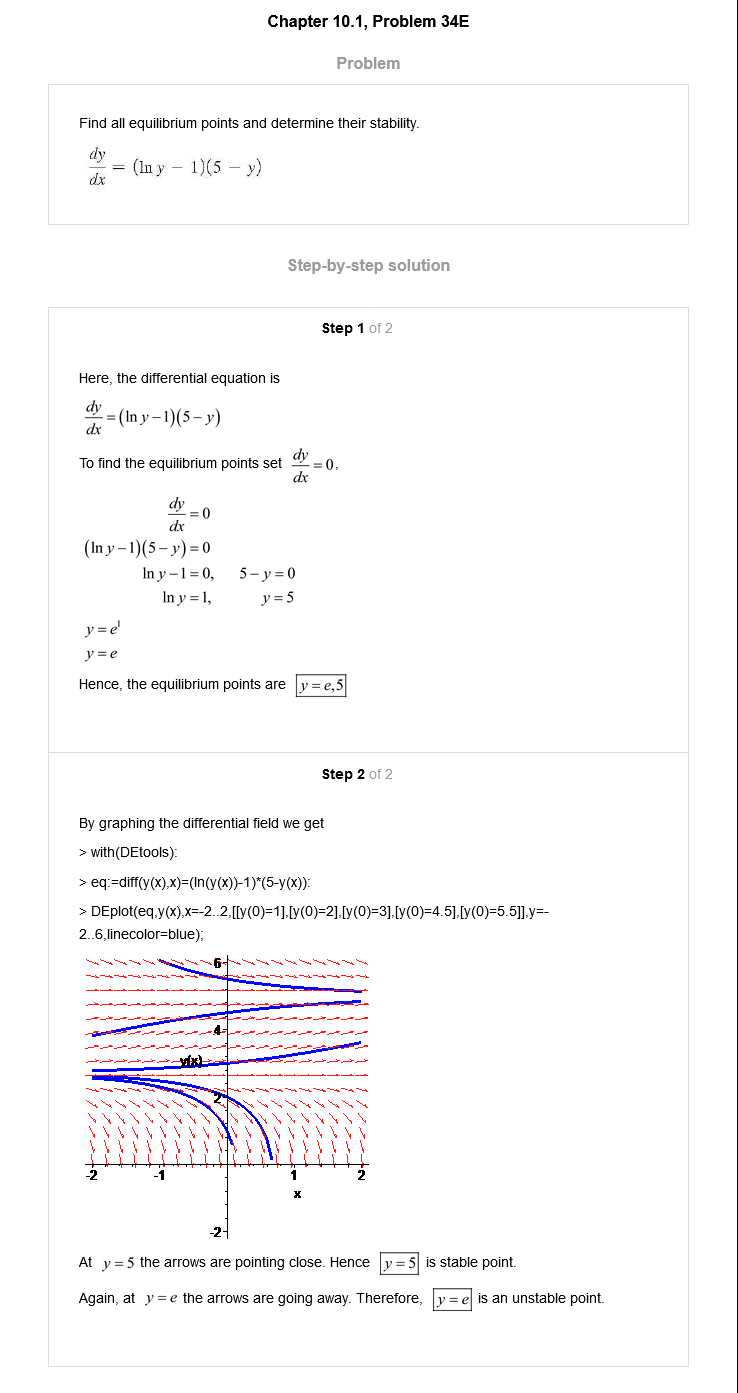 Chapter 10.1, Problem 34E
Problem
Find all equilibrium points and determine their stability.
dy/dx = (ln y − 1)(5 − y)
Step-by-step solution
Step 1 of 2
Here, the differential equation is
dy/dx = (ln y − 1)(5 − y)
To find the equilibrium points set dy/dx = 0,
dy/dx = 0
(ln y − 1)(5 − y) = 0
ln y − 1 = 0, 5 − y = 0
ln y = 1, y = 5
y = e¹
y = e
Hence, the equilibrium points are y = e,5
Step 2 of 2
By graphing the differential field we get
> with(DEtools):
> eq:=diff(y(x),x)=(ln(y(x))-1)*(5-y(x)):
> DEplot(eq,y(x),x=-2..2,[[y(0)=1],[y(0)=2],[y(0)=3],[y(0)=4.5],[y(0)=5.5]],y=-
2..6,linecolor=blue);
6
4
y(x)
2
-2 -1 1 2
x
-2
At y = 5 the arrows are pointing close. Hence y = 5 is stable point.
Again, at y = e the arrows are going away. Therefore, y = e is an unstable point.